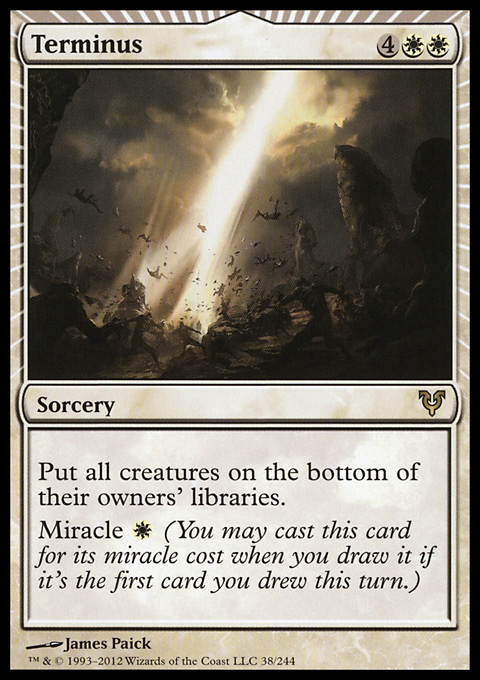 Terminus 4
Sorcery
Put all creatures on the bottom of
their owners' libraries.
Miracle (You may cast this card
for its miracle cost when you draw it if
it's the first card you drew this turn.)
James Paick
™ & © 1993–2012 Wizards of the Coast LLC 38/244